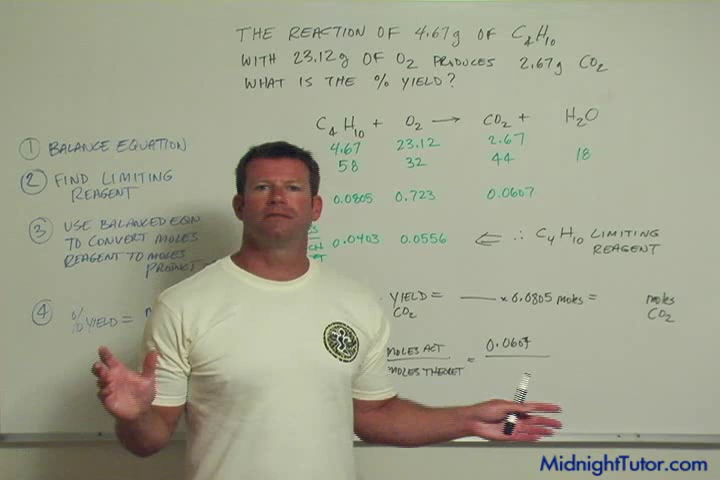 THE REACTION OF 4.67g OF C4H10
WITH 23.12g OF O2 PRODUCES 2.67g CO2
WHAT IS THE % YIELD?
C4H10 + O2 → CO2 + H2O
4.67 23.12 2.67
58 32 44 18
0.0805 0.723 0.0607
0.0403 0.0556 ⇐ ∴ C4H10 LIMITING
REAGENT
① BALANCE EQUATION
② FIND LIMITING
REAGENT
③ USE BALANCED EQN
TO CONVERT MOLES
REAGENT TO MOLES
PRODUCT
④ % YIELD =
YIELD = — × 0.0805 moles = moles
CO2 CO2
MOLES ACT = 0.0607
MOLES THEORET
MidnightTutor.com